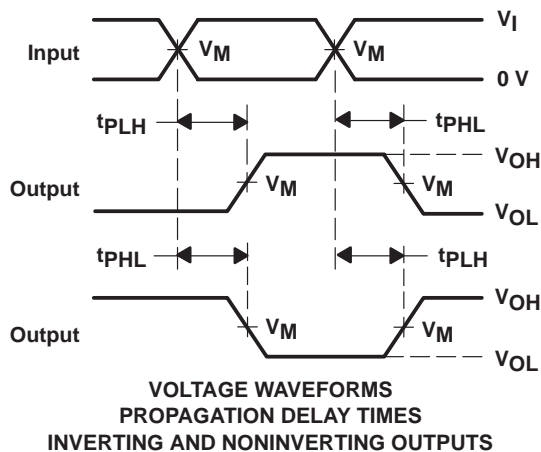 VI
Input
VM
VM
0 V
tPLH
tPHL
VOH
Output
VM
VM
VOL
tPHL
tPLH
VOH
Output
VM
VM
VOL
VOLTAGE WAVEFORMS
PROPAGATION DELAY TIMES
INVERTING AND NONINVERTING OUTPUTS